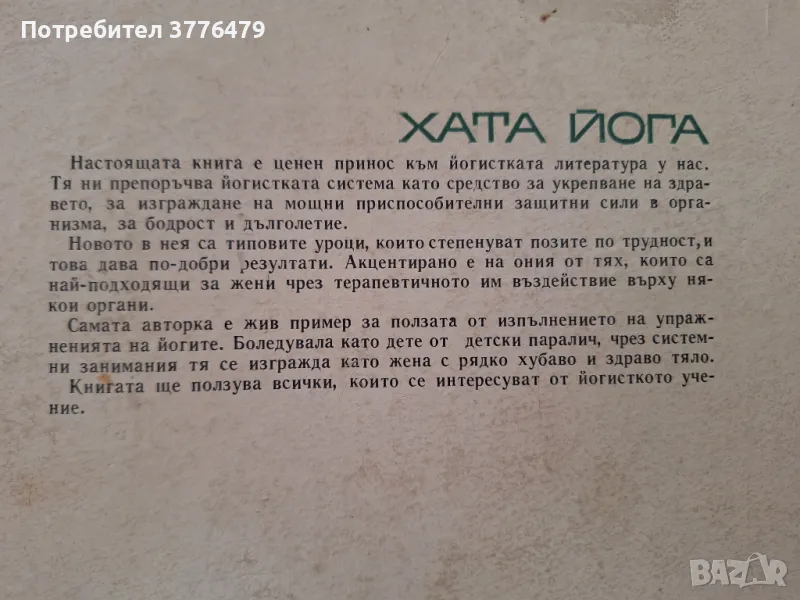 Потребител 3776479
ХАТА ЙОГА
Настоящата книга е ценен принос към йогистката литература у нас.
Тя ни препоръчва йогистката система като средство за укрепване на здра-
вето, за изграждане на мощни приспособителни защитни сили в орга-
низма, за бодрост и дълголетие.
Новото в нея са типовите уроци, които степенуват позите по трудност, и
това дава по-добри резултати. Акцентирано е на ония от тях, които са
най-подходящи за жени чрез терапевтичното им въздействие върху ня-
кои органи.
Самата авторка е жив пример за ползата от изпълнението на упраж-
ненията на йогите. Боледувала като дете от детски паралич, чрез систем-
ни занимания тя се изгражда като жена с рядко хубаво и здраво тяло.
Книгата ще ползува всички, които се интересуват от йогисткото уче-
ние.
BAZAR